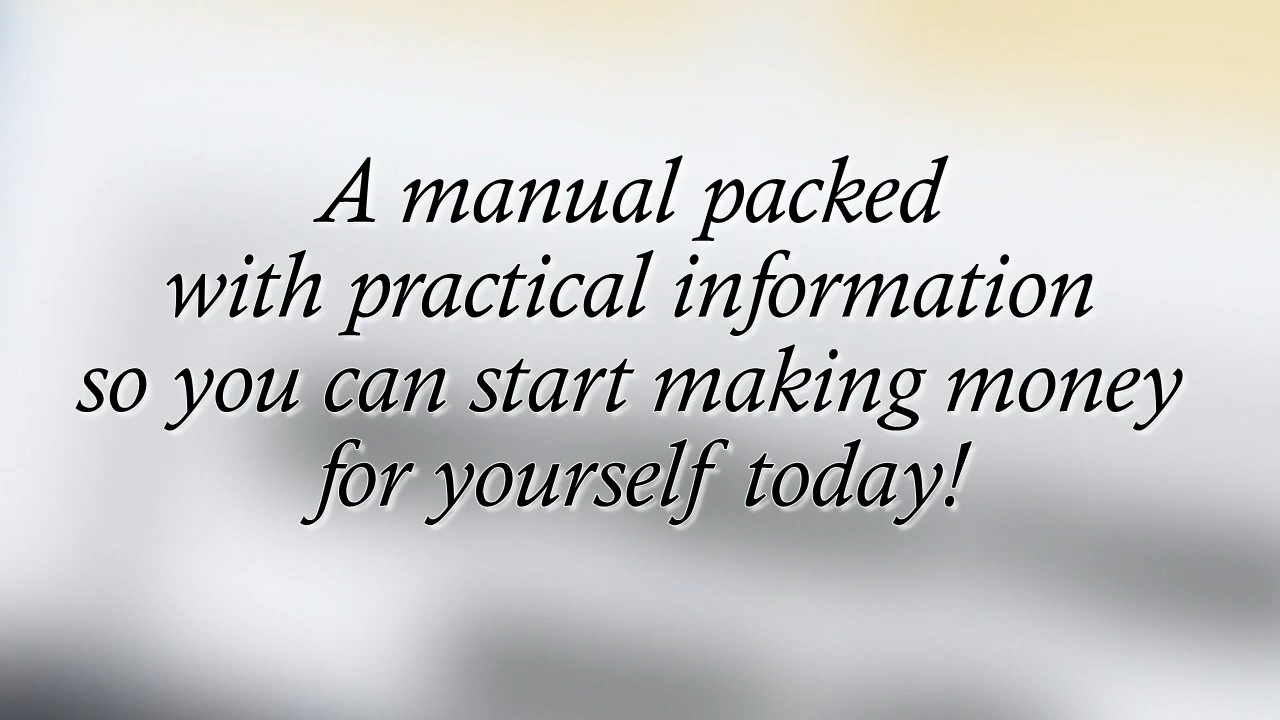 A manual packed
with practical information
so you can start making money
for yourself today!